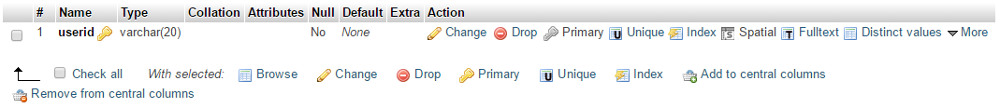 # Name Type Collation Attributes Null Default Extra Action
1 userid varchar(20) No None Change Drop Primary U Unique Index S Spatial T Fulltext Distinct values More
Check all With selected: Browse Change Drop Primary U Unique Index Add to central columns
Remove from central columns